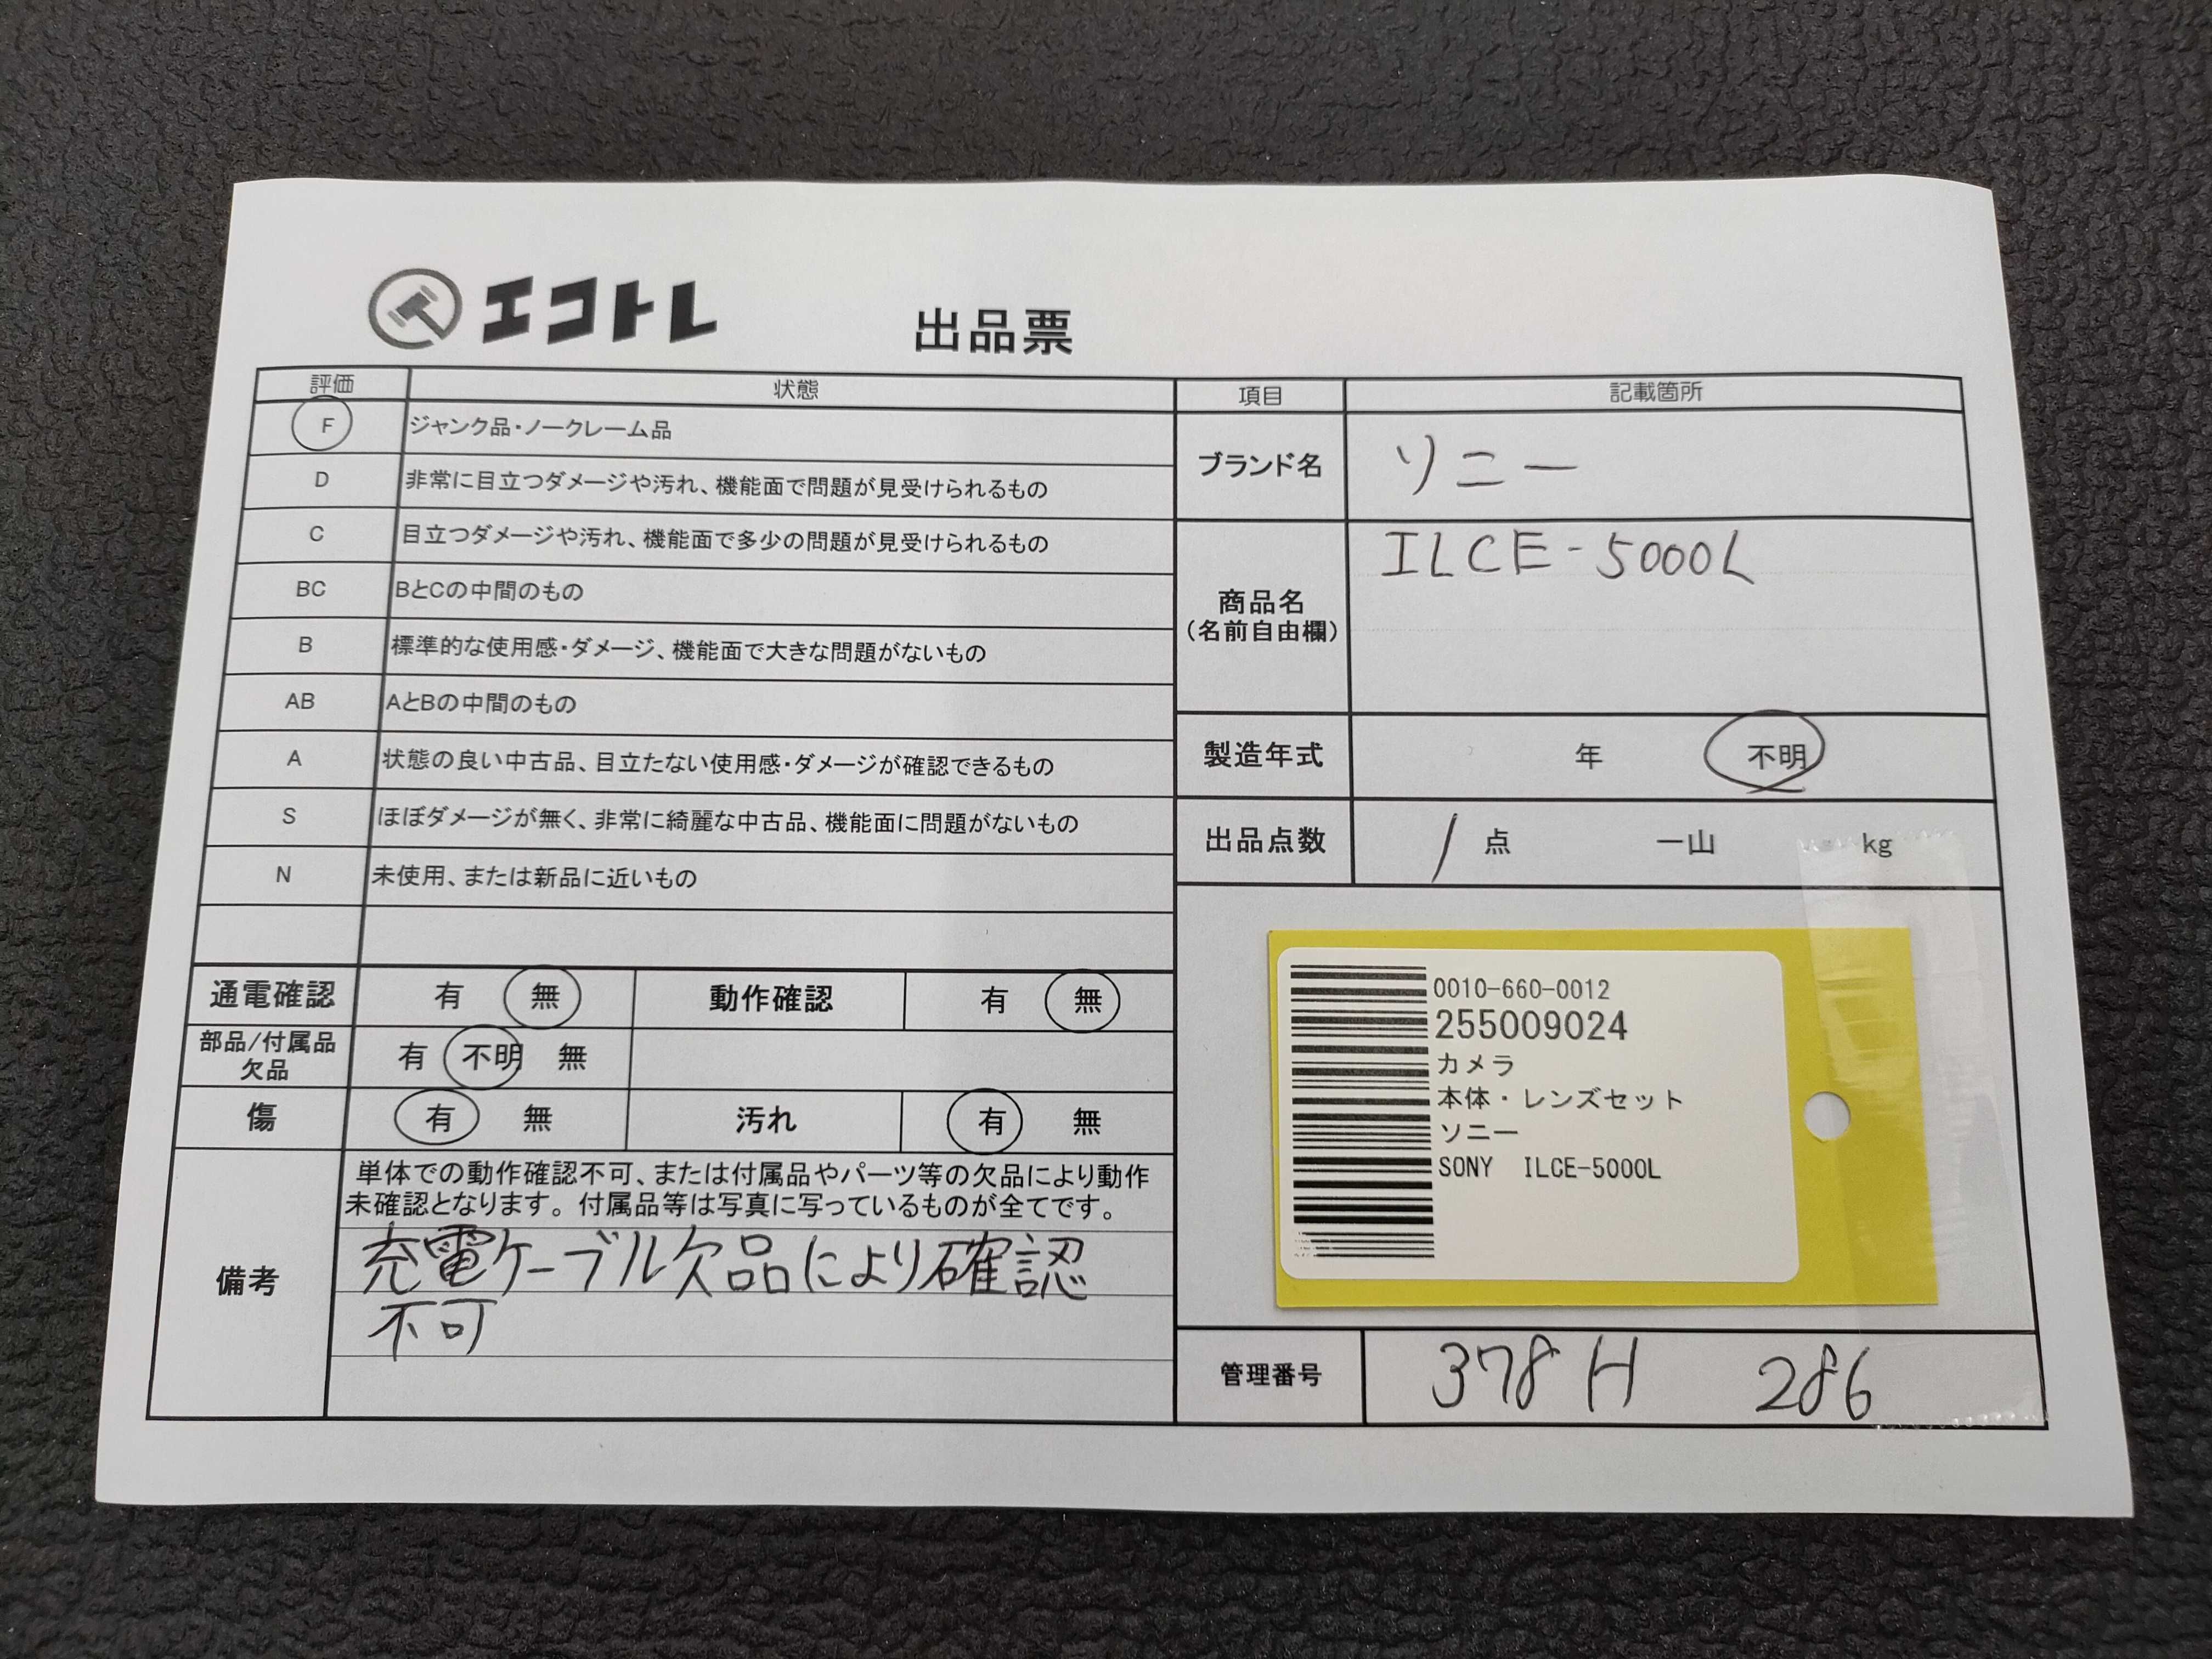 エコトレ
出品票
評価 状態
F ジャンク品・ノークレーム品
D 非常に目立つダメージや汚れ、機能面で問題が見受けられるもの
C 目立つダメージや汚れ、機能面で多少の問題が見受けられるもの
BC BとCの中間のもの
B 標準的な使用感・ダメージ、機能面で大きな問題がないもの
AB AとBの中間のもの
A 状態の良い中古品、目立たない使用感・ダメージが確認できるもの
S ほぼダメージが無く、非常に綺麗な中古品、機能面に問題がないもの
N 未使用、または新品に近いもの
通電確認 有 無 動作確認 有 無
部品/付属品
欠品
有 不明 無
傷 有 無 汚れ 有 無
備考
単体での動作確認不可、または付属品やパーツ等の欠品により動作
未確認となります。付属品等は写真に写っているものが全てです。
充電ケーブル欠品により確認
不可
項目 記載箇所
ブランド名 ソニー
商品名
(名前自由欄)
ILCE-5000L
製造年式 年 不明
出品点数 1 点 一山 kg
0010-660-0012
255009024
カメラ
本体・レンズセット
ソニー
SONY ILCE-5000L
管理番号 378H 286